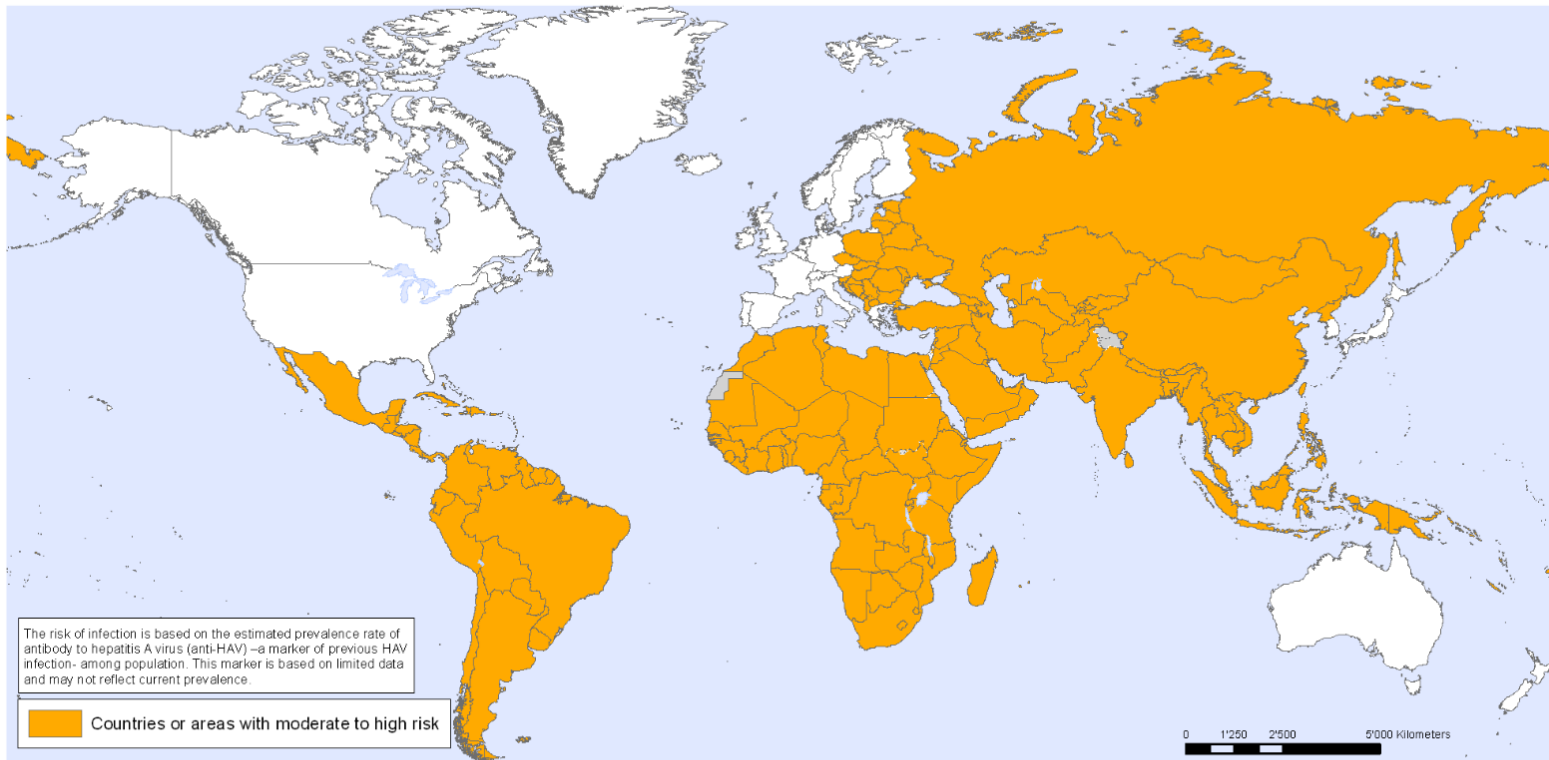 The risk of infection is based on the estimated prevalence rate of
antibody to hepatitis A virus (anti-HAV) –a marker of previous HAV
infection- among population. This marker is based on limited data
and may not reflect current prevalence.
Countries or areas with moderate to high risk
0 1'250 2'500 5'000 Kilometers